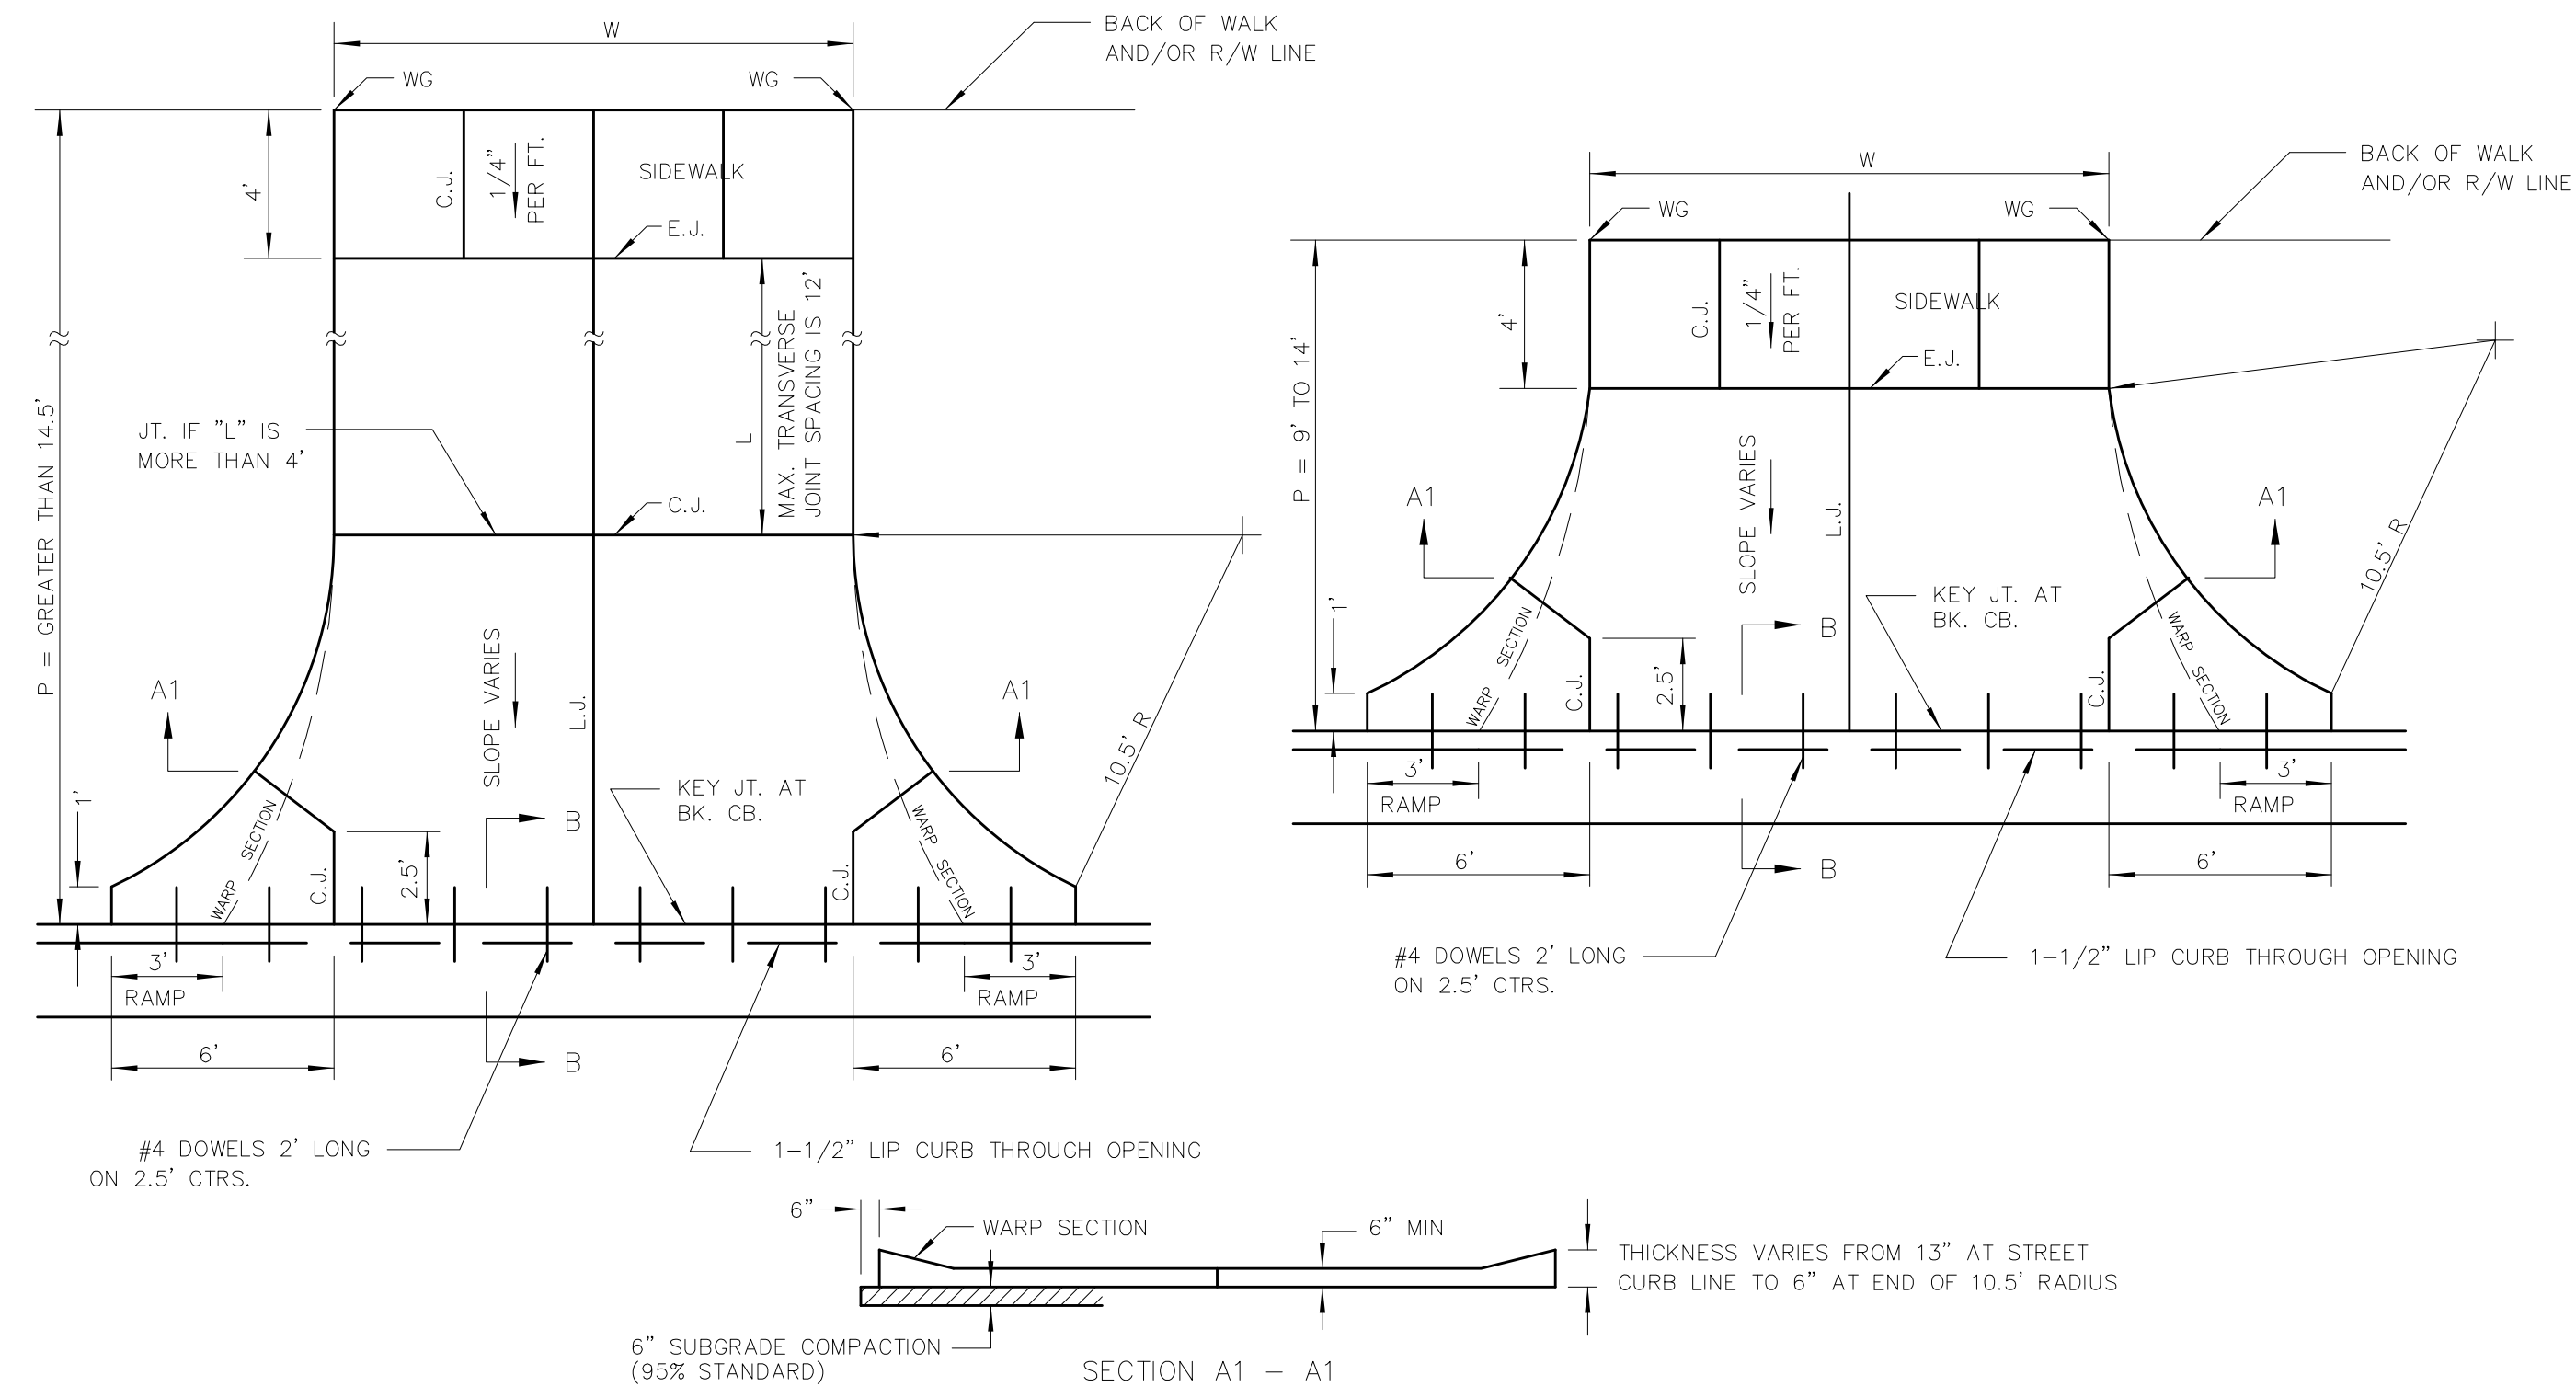 W
BACK OF WALK
AND/OR R/W LINE
WG
WG
4'
C.J.
1/4"
PER FT.
SIDEWALK
E.J.
P = GREATER THAN 14.5'
JT. IF "L" IS
MORE THAN 4'
L
MAX. TRANSVERSE
JOINT SPACING IS 12'
C.J.
A1
A1
SLOPE VARIES
L.J.
10.5' R
1'
WARP SECTION
C.J.
2.5'
B
KEY JT. AT
BK. CB.
C.J.
WARP SECTION
3'
RAMP
3'
RAMP
6'
B
6'
#4 DOWELS 2' LONG
ON 2.5' CTRS.
1-1/2" LIP CURB THROUGH OPENING
W
BACK OF WALK
AND/OR R/W LINE
WG
WG
4'
C.J.
1/4"
PER FT.
SIDEWALK
E.J.
P = 9' TO 14'
A1
A1
SLOPE VARIES
L.J.
10.5' R
1'
WARP SECTION
C.J.
2.5'
B
KEY JT. AT
BK. CB.
C.J.
WARP SECTION
3'
RAMP
3'
RAMP
6'
B
6'
#4 DOWELS 2' LONG
ON 2.5' CTRS.
1-1/2" LIP CURB THROUGH OPENING
6"
WARP SECTION
6" MIN
THICKNESS VARIES FROM 13" AT STREET
CURB LINE TO 6" AT END OF 10.5' RADIUS
6" SUBGRADE COMPACTION
(95% STANDARD)
SECTION A1 - A1